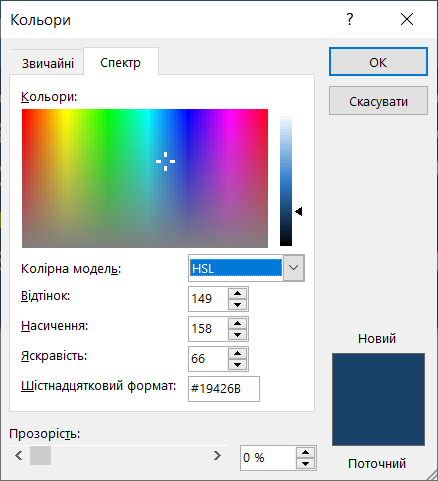 Кольори
Звичайні
Спектр
ОК
Скасувати
Кольори:
Колірна модель: HSL
Відтінок: 149
Насичення: 158
Яскравість: 66
Шістнадцятковий формат: #19426B
Новий
Поточний
Прозорість:
0 %